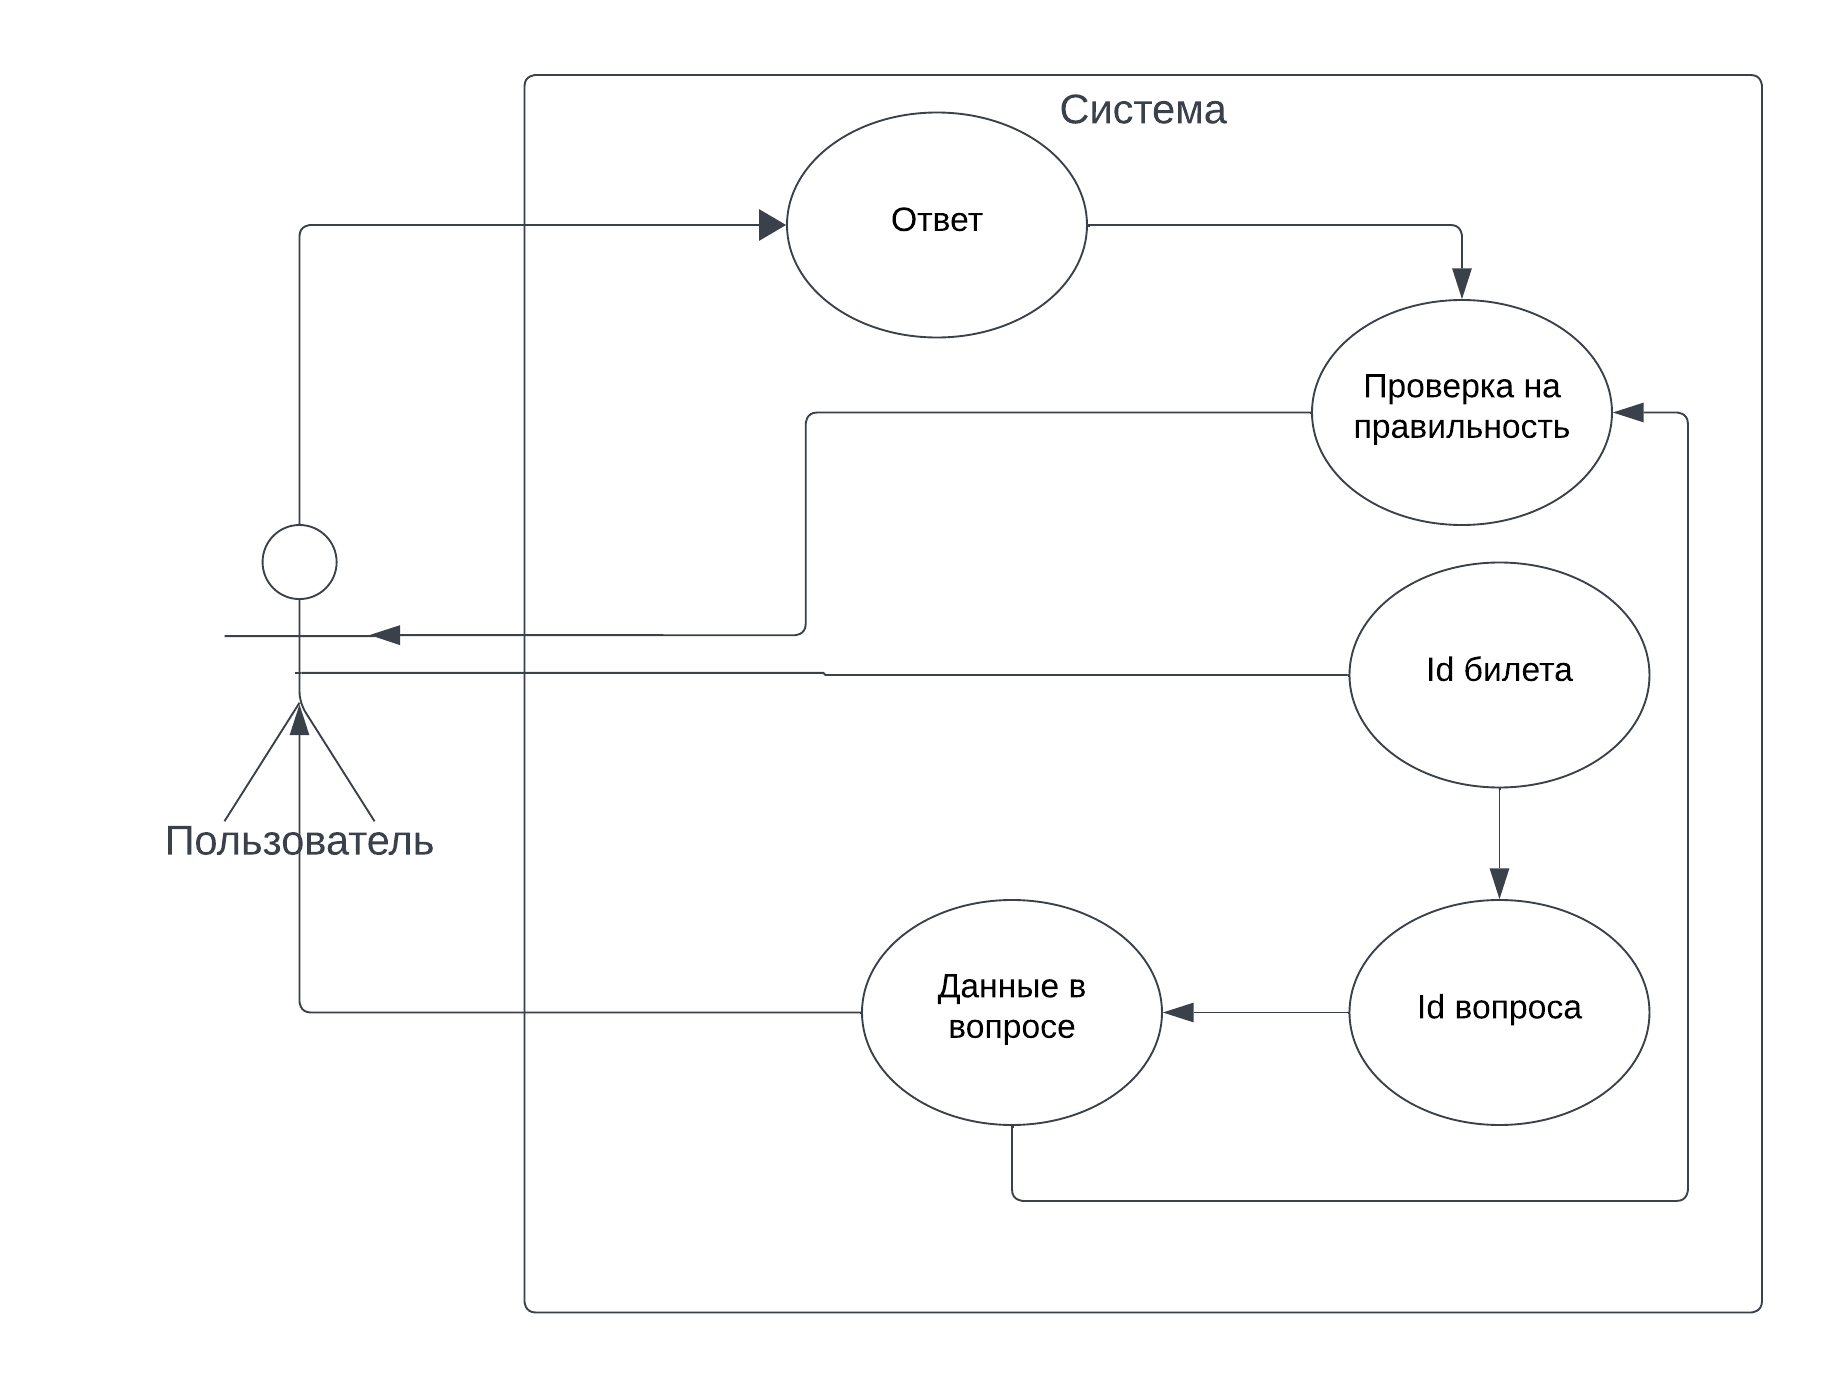 Система
Ответ
Проверка на
правильность
Id билета
Пользователь
Данные в
вопросе
Id вопроса